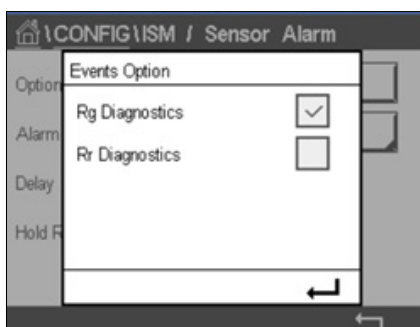 \CONFIG\ISM / Sensor Alarm
Events Option
Option
Rg Diagnostics
Alarm
Rr Diagnostics
Delay
Hold R